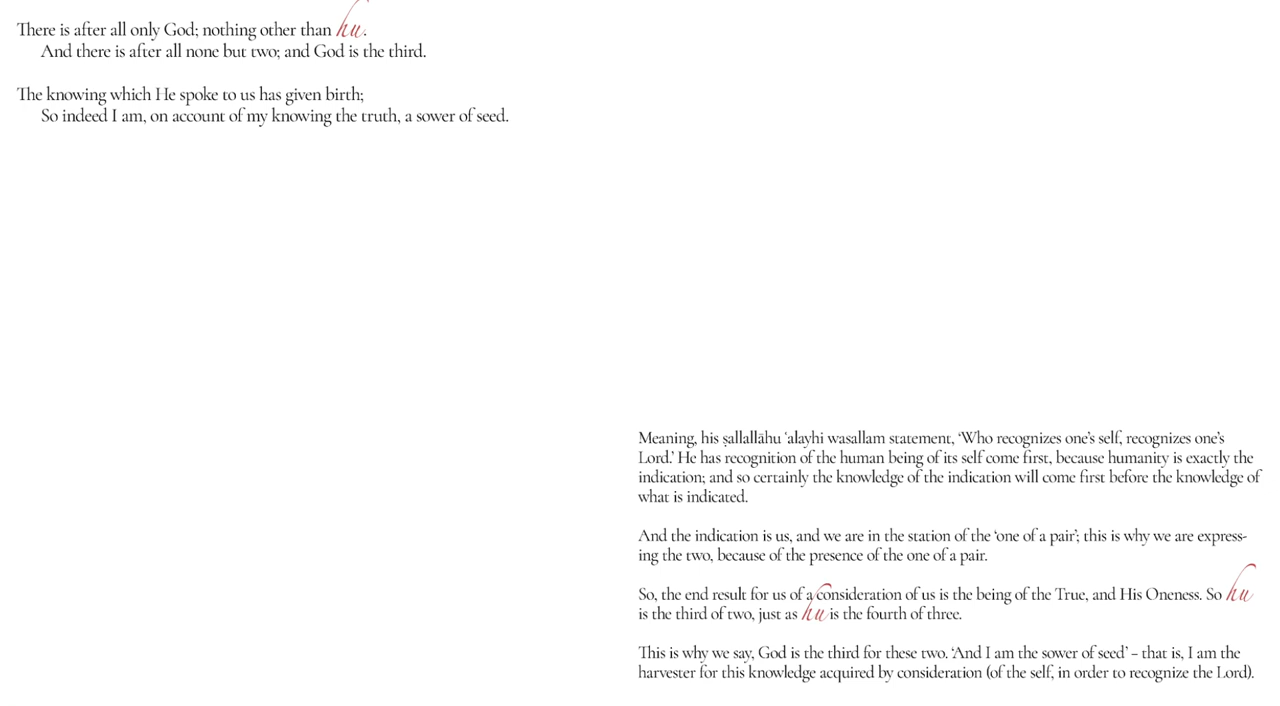 There is after all only God; nothing other than hu.
And there is after all none but two; and God is the third.
The knowing which He spoke to us has given birth;
So indeed I am, on account of my knowing the truth, a sower of seed.
Meaning, his ṣallallāhu ʿalayhi wasallam statement, ‘Who recognizes one’s self, recognizes one’s
Lord.’ He has recognition of the human being of its self come first, because humanity is exactly the
indication; and so certainly the knowledge of the indication will come first before the knowledge of
what is indicated.
And the indication is us, and we are in the station of the ‘one of a pair’; this is why we are express-
ing the two, because of the presence of the one of a pair.
So, the end result for us of a consideration of us is the being of the True, and His Oneness. So hu
is the third of two, just as hu is the fourth of three.
This is why we say, God is the third for these two. ‘And I am the sower of seed’ – that is, I am the
harvester for this knowledge acquired by consideration (of the self, in order to recognize the Lord).